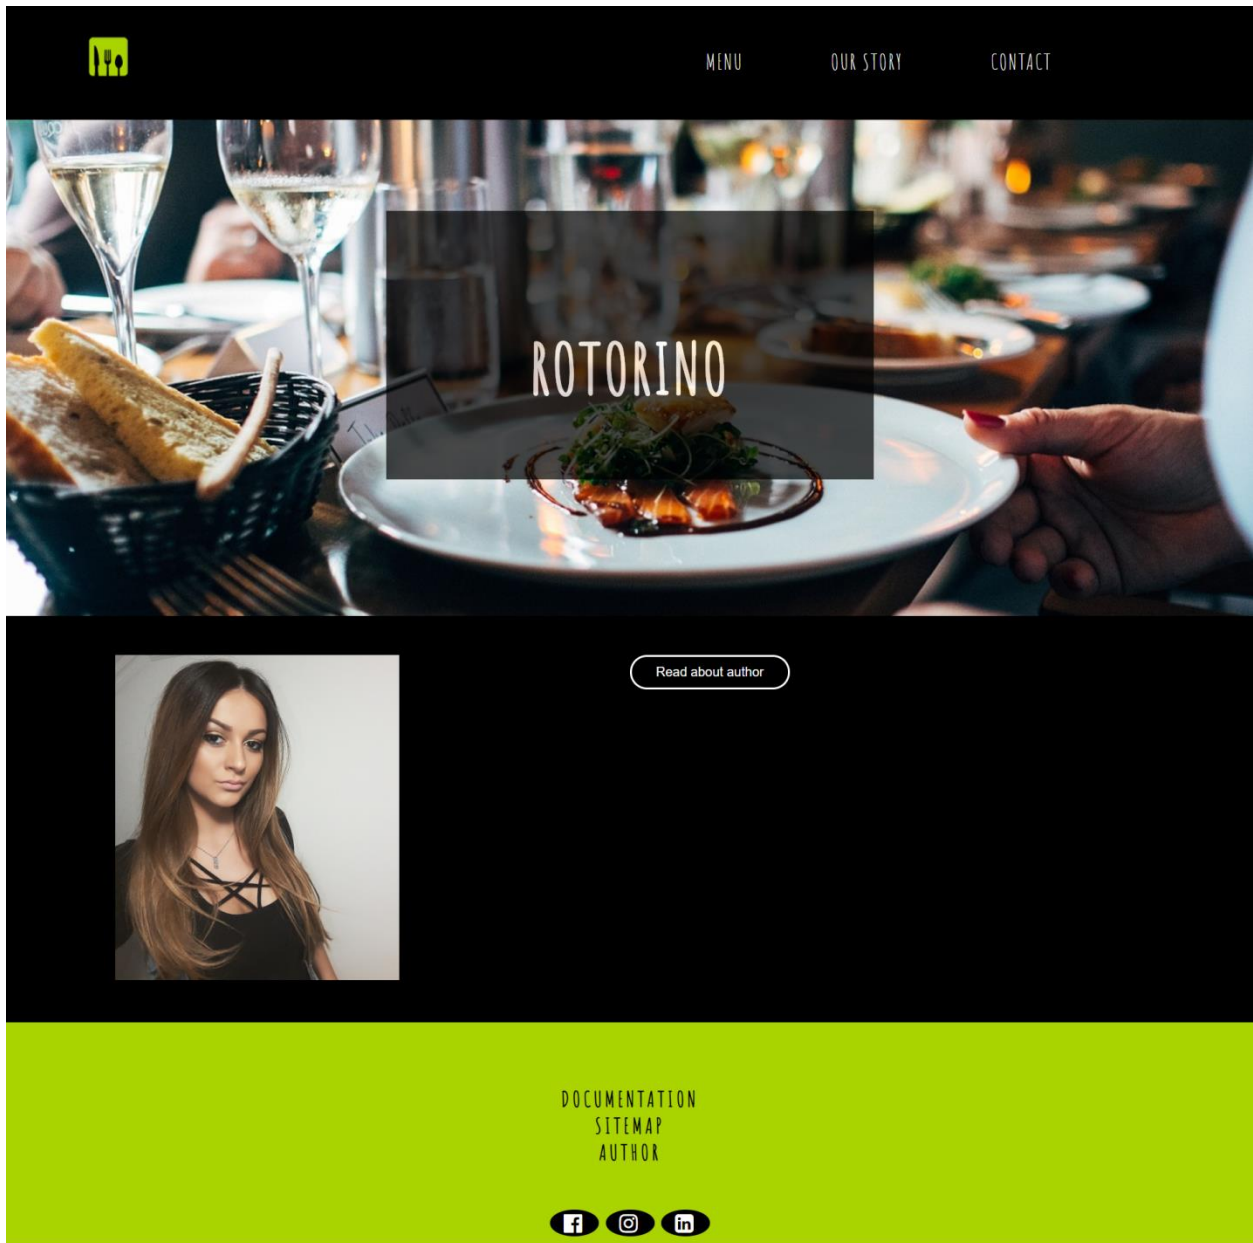 MENU OUR STORY CONTACT
ROTORINO
Read about author
DOCUMENTATION
SITEMAP
AUTHOR